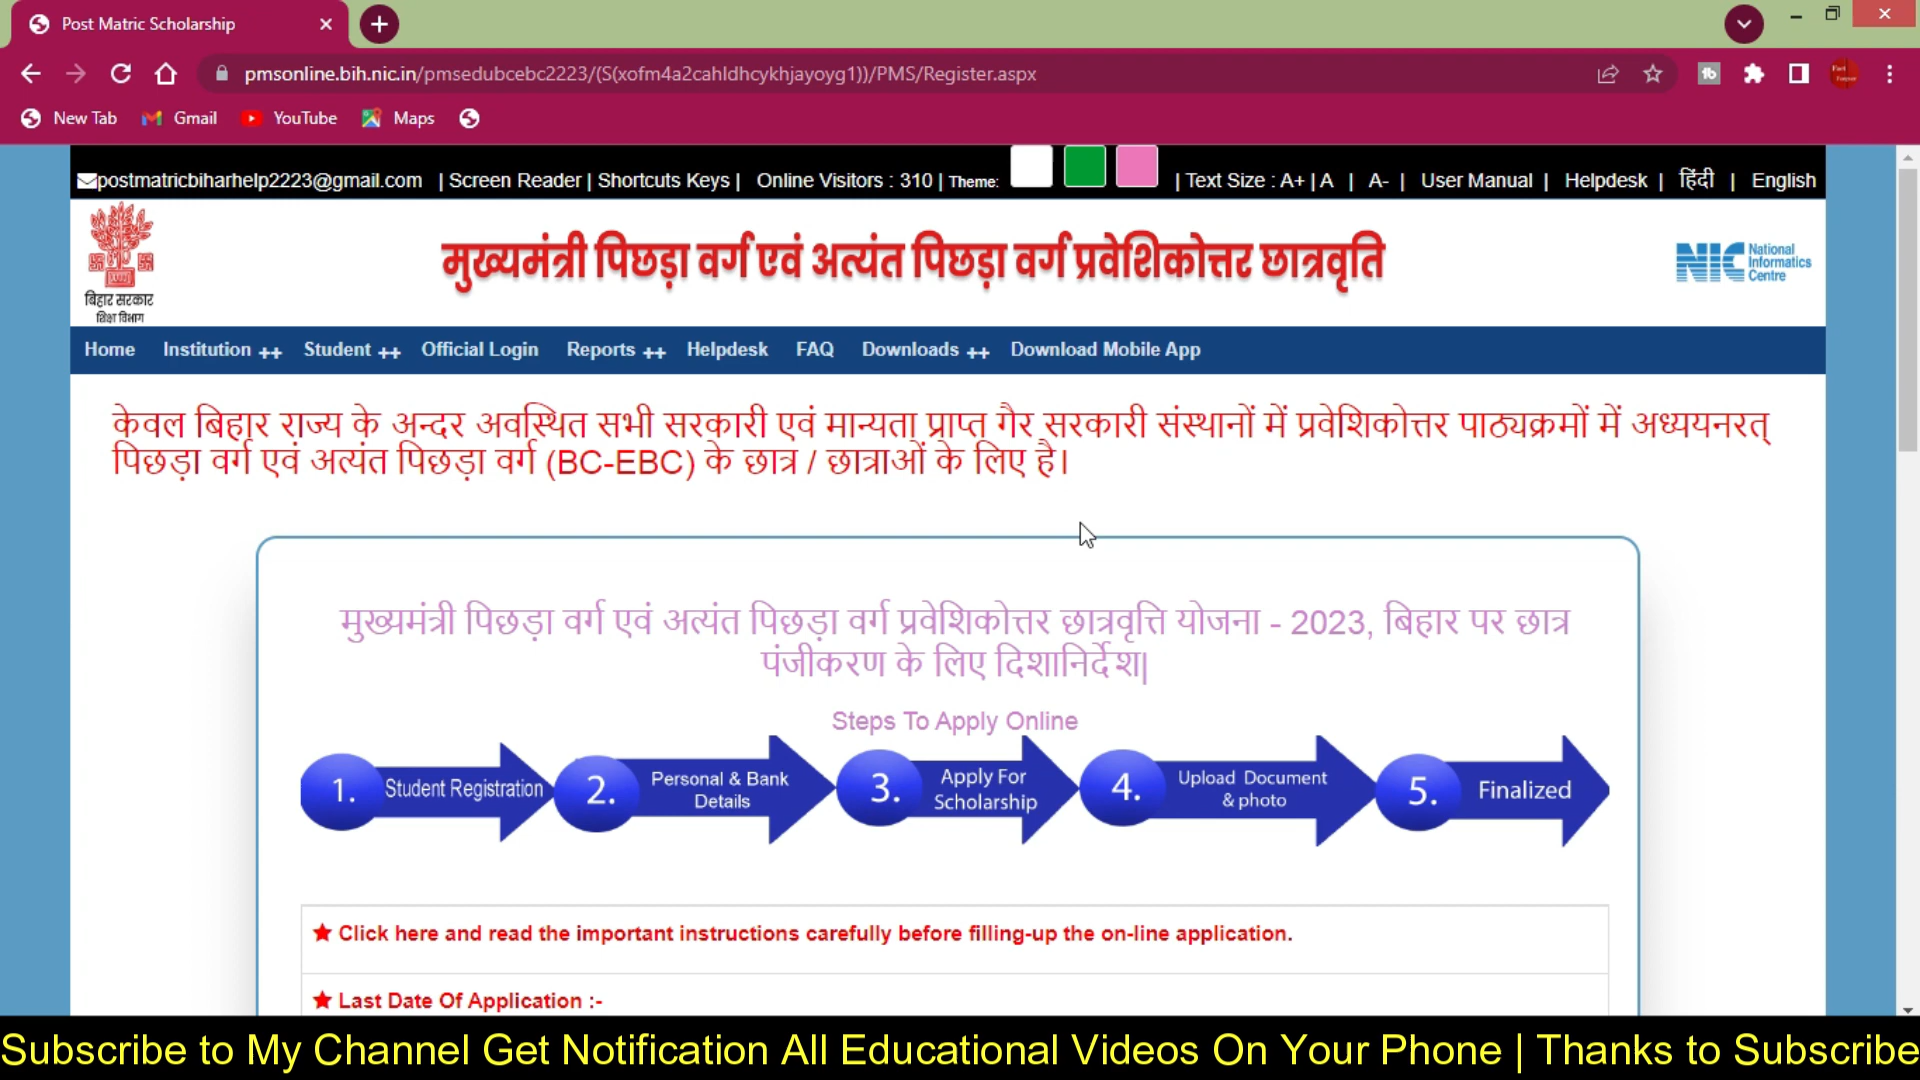 Post Matric Scholarship
pmsonline.bih.nic.in/pmsedubcebc2223/(S(xofm4a2cahldhcykhjayoyg1))/PMS/Register.aspx
New Tab Gmail YouTube Maps
postmatricbiharhelp2223@gmail.com | Screen Reader | Shortcuts Keys | Online Visitors : 310 | Theme: | Text Size : A+ | A | A- | User Manual | Helpdesk | हिंदी | English
बिहार सरकार
शिक्षा विभाग
मुख्यमंत्री पिछड़ा वर्ग एवं अत्यंत पिछड़ा वर्ग प्रवेशिकोत्तर छात्रवृति
NIC National
Informatics
Centre
Home Institution ++ Student ++ Official Login Reports ++ Helpdesk FAQ Downloads ++ Download Mobile App
केवल बिहार राज्य के अन्दर अवस्थित सभी सरकारी एवं मान्यता प्राप्त गैर सरकारी संस्थानों में प्रवेशिकोत्तर पाठ्यक्रमों में अध्ययनरत्
पिछड़ा वर्ग एवं अत्यंत पिछड़ा वर्ग (BC-EBC) के छात्र / छात्राओं के लिए है।
मुख्यमंत्री पिछड़ा वर्ग एवं अत्यंत पिछड़ा वर्ग प्रवेशिकोत्तर छात्रवृत्ति योजना - 2023, बिहार पर छात्र
पंजीकरण के लिए दिशानिर्देश|
Steps To Apply Online
1. Student Registration
2. Personal & Bank
Details
3. Apply For
Scholarship
4. Upload Document
& photo
5. Finalized
★ Click here and read the important instructions carefully before filling-up the on-line application.
★ Last Date Of Application :-
Subscribe to My Channel Get Notification All Educational Videos On Your Phone | Thanks to Subscribe